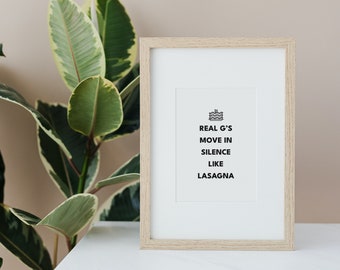 REAL G'S
MOVE IN
SILENCE
LIKE
LASAGNA